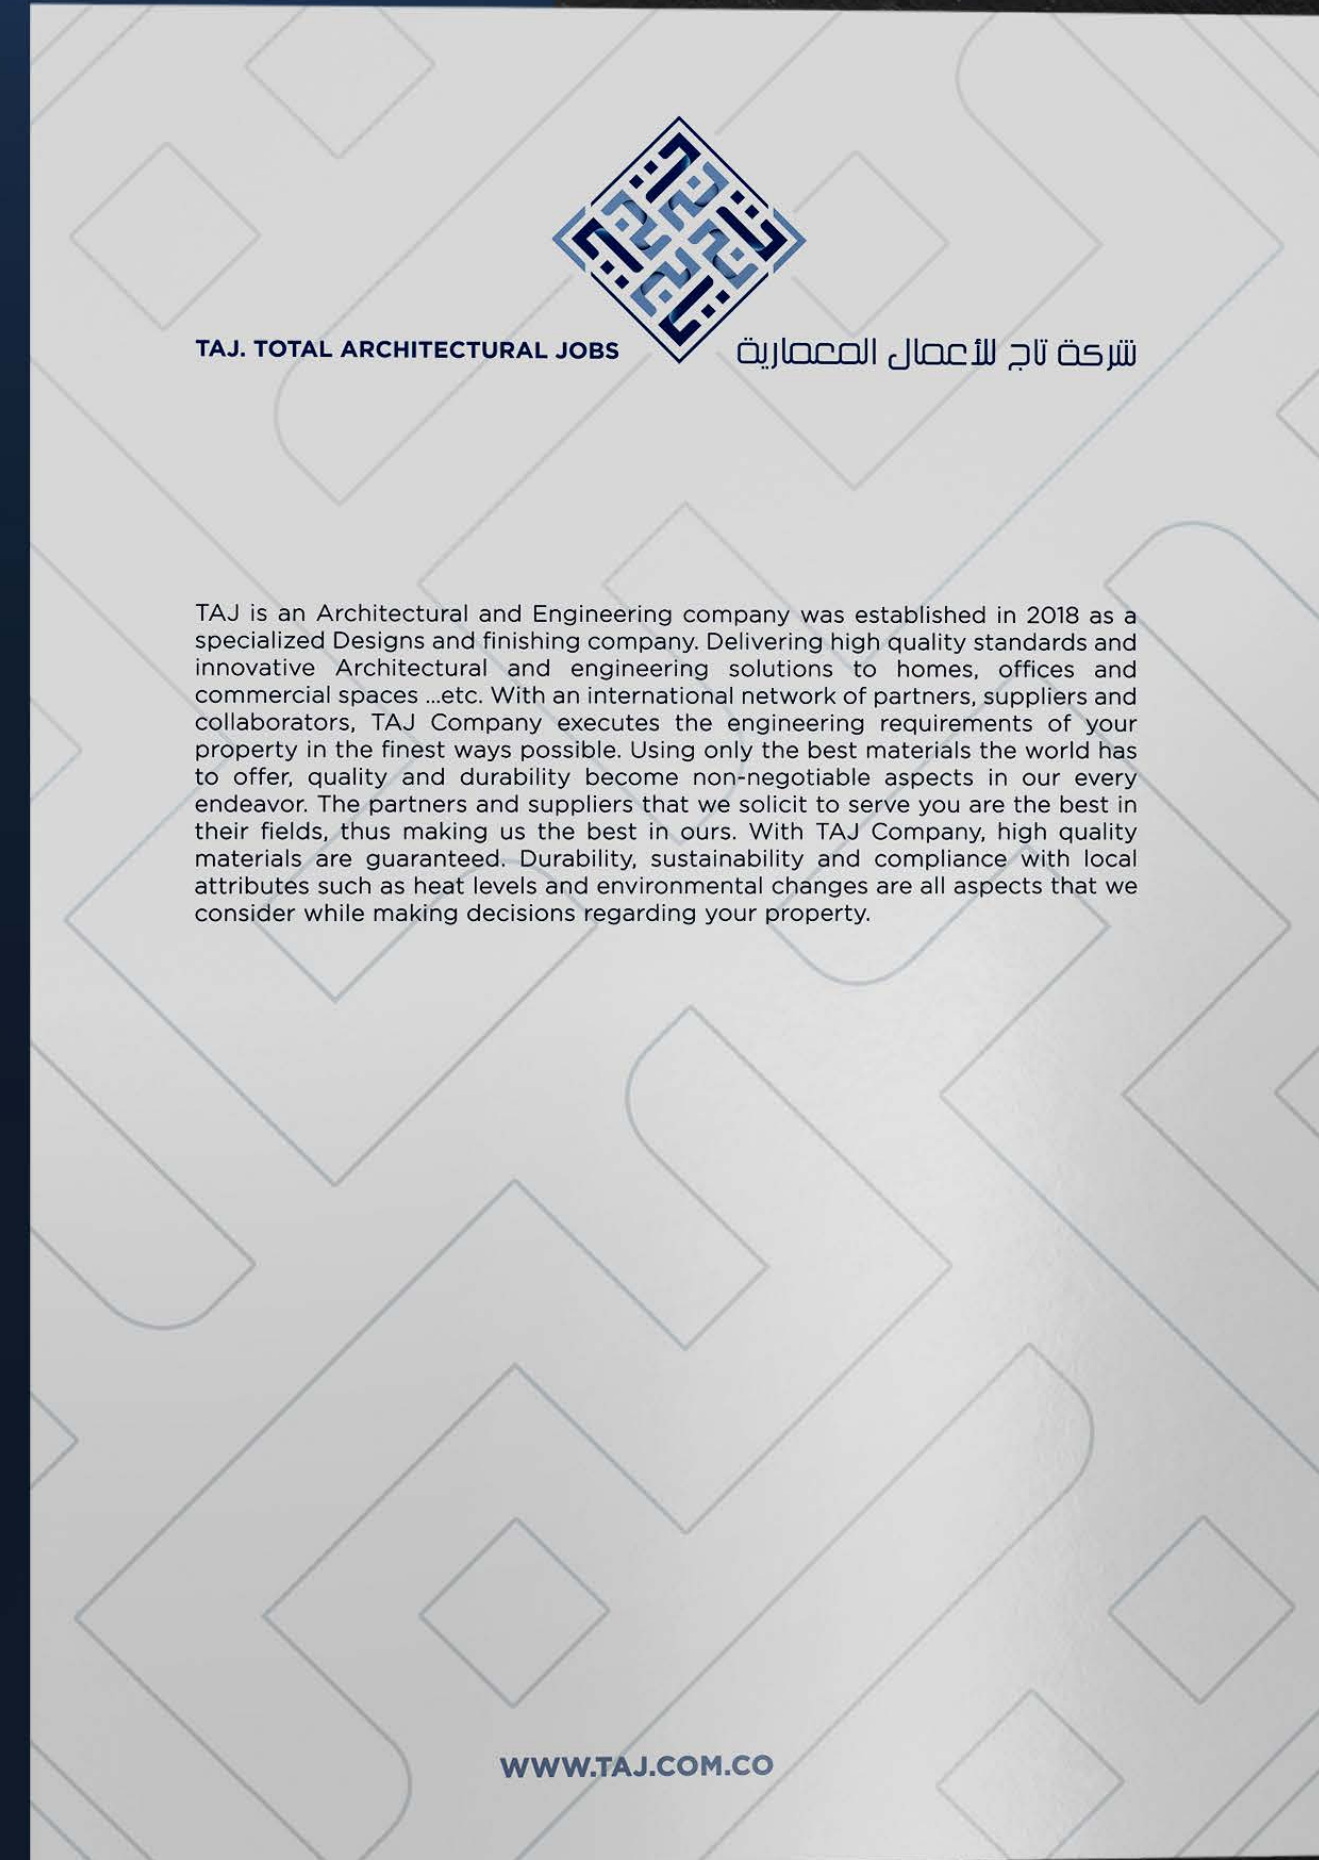 TAJ. TOTAL ARCHITECTURAL JOBS
شركة تاج للأعمال المعمارية
TAJ is an Architectural and Engineering company was established in 2018 as a
specialized Designs and finishing company. Delivering high quality standards and
innovative Architectural and engineering solutions to homes, offices and
commercial spaces ...etc. With an international network of partners, suppliers and
collaborators, TAJ Company executes the engineering requirements of your
property in the finest ways possible. Using only the best materials the world has
to offer, quality and durability become non-negotiable aspects in our every
endeavor. The partners and suppliers that we solicit to serve you are the best in
their fields, thus making us the best in ours. With TAJ Company, high quality
materials are guaranteed. Durability, sustainability and compliance with local
attributes such as heat levels and environmental changes are all aspects that we
consider while making decisions regarding your property.
WWW.TAJ.COM.CO